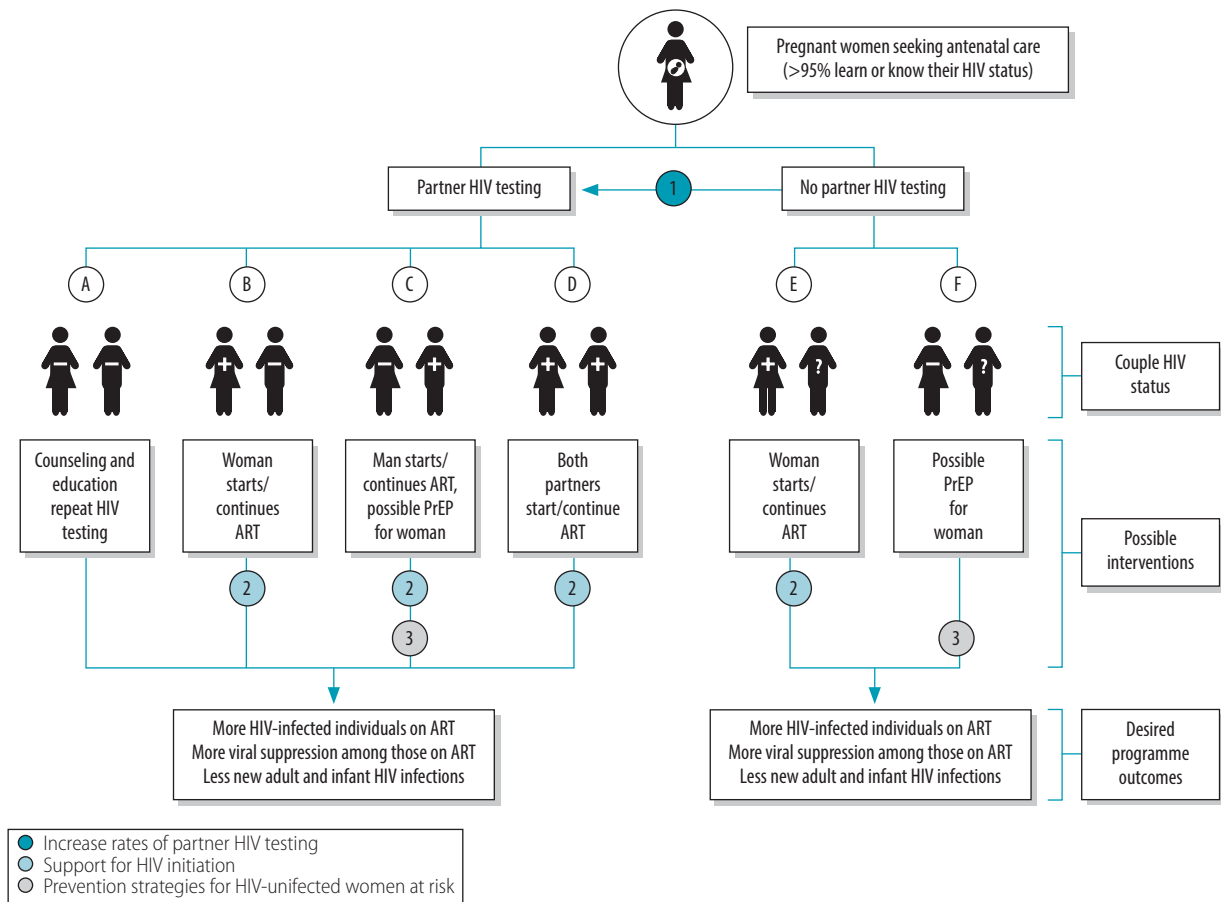 Pregnant women seeking antenatal care
(>95% learn or know their HIV status)
Partner HIV testing
1
No partner HIV testing
A
B
C
D
E
F
– –
+ –
– +
+ +
+ ?
– ?
Couple HIV
status
Counseling and
education
repeat HIV
testing
Woman
starts/
continues
ART
Man starts/
continues ART,
possible PrEP
for woman
Both
partners
start/continue
ART
Woman
starts/
continues
ART
Possible
PrEP
for
woman
Possible
interventions
2
2
2
2
3
3
More HIV-infected individuals on ART
More viral suppression among those on ART
Less new adult and infant HIV infections
More HIV-infected individuals on ART
More viral suppression among those on ART
Less new adult and infant HIV infections
Desired
programme
outcomes
Increase rates of partner HIV testing
Support for HIV initiation
Prevention strategies for HIV-unifected women at risk